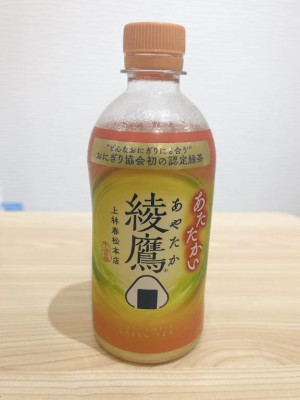 “どんなおにぎりにも合う”
おにぎり協会初の認定緑茶
あたたかい
あやたか
綾鷹
上林春松本店